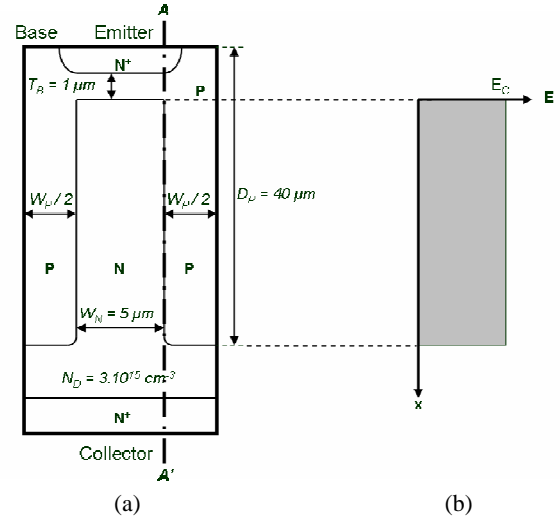 A
Base Emitter
N+
T_B = 1 µm
P
E_C
E
W_P / 2
W_P / 2
D_P = 40 µm
P
N
P
W_N = 5 µm
N_D = 3.10^15 cm^-3
N+
x
Collector
A'
(a)
(b)